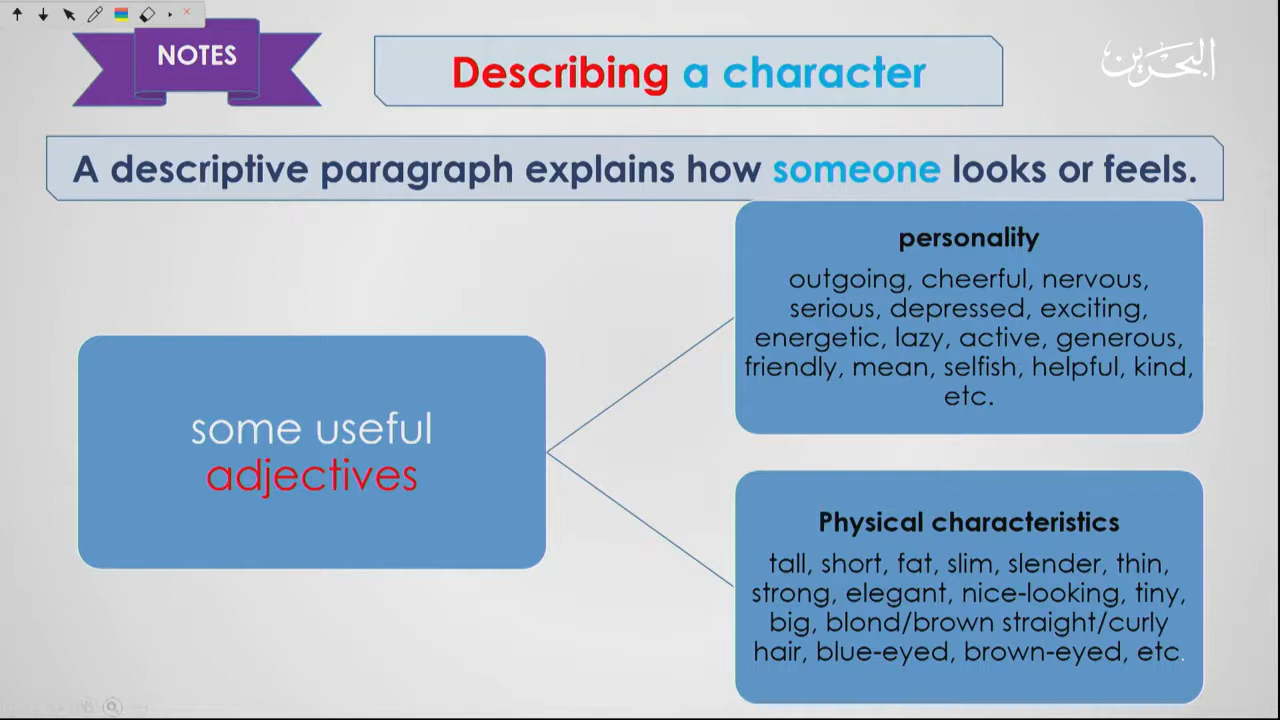 NOTES
Describing a character
البحرين
A descriptive paragraph explains how someone looks or feels.
some useful
adjectives
personality
outgoing, cheerful, nervous,
serious, depressed, exciting,
energetic, lazy, active, generous,
friendly, mean, selfish, helpful, kind,
etc.
Physical characteristics
tall, short, fat, slim, slender, thin,
strong, elegant, nice-looking, tiny,
big, blond/brown straight/curly
hair, blue-eyed, brown-eyed, etc.